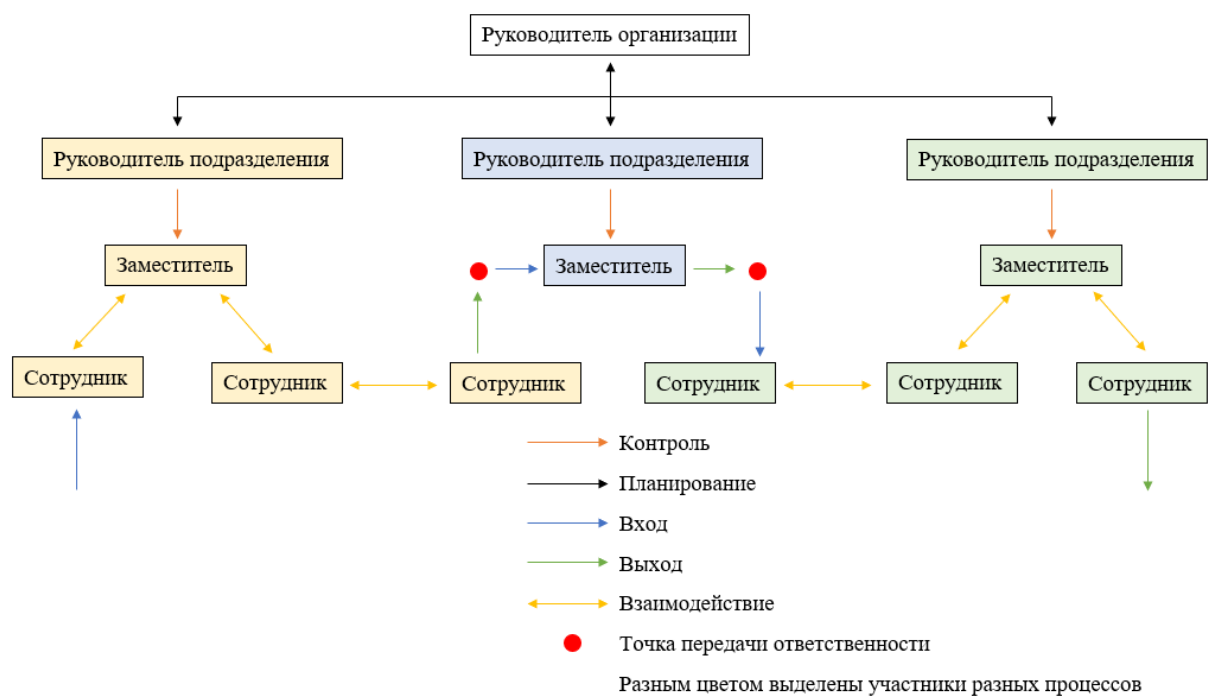 Руководитель организации
Руководитель подразделения
Руководитель подразделения
Руководитель подразделения
Заместитель
Заместитель
Заместитель
Сотрудник
Сотрудник
Сотрудник
Сотрудник
Сотрудник
Сотрудник
Контроль
Планирование
Вход
Выход
Взаимодействие
Точка передачи ответственности
Разным цветом выделены участники разных процессов